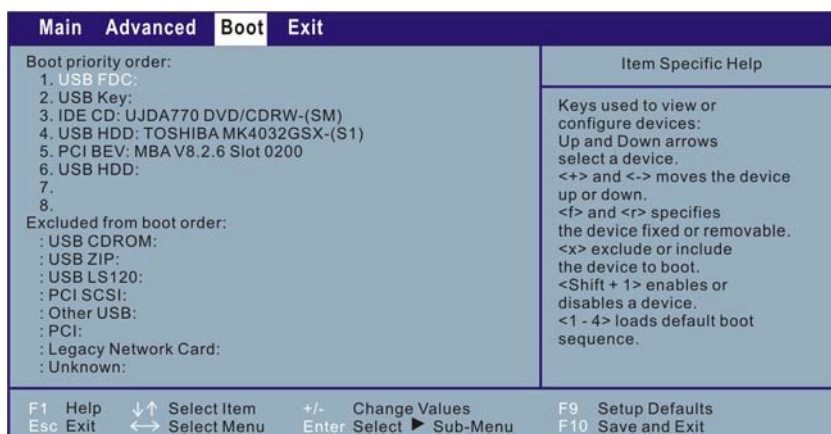 Main Advanced Boot Exit
Boot priority order:
1. USB FDC:
2. USB Key:
3. IDE CD: UJDA770 DVD/CDRW-(SM)
4. USB HDD: TOSHIBA MK4032GSX-(S1)
5. PCI BEV: MBA V8.2.6 Slot 0200
6. USB HDD:
7.
8.
Excluded from boot order:
: USB CDROM:
: USB ZIP:
: USB LS120:
: PCI SCSI:
: Other USB:
: PCI:
: Legacy Network Card:
: Unknown:
Item Specific Help
Keys used to view or
configure devices:
Up and Down arrows
select a device.
<+> and <-> moves the device
up or down.
<f> and <r> specifies
the device fixed or removable.
<x> exclude or include
the device to boot.
<Shift + 1> enables or
disables a device.
<1 - 4> loads default boot
sequence.
F1 Help ↓↑ Select Item +/- Change Values F9 Setup Defaults
Esc Exit ↔ Select Menu Enter Select ▶ Sub-Menu F10 Save and Exit